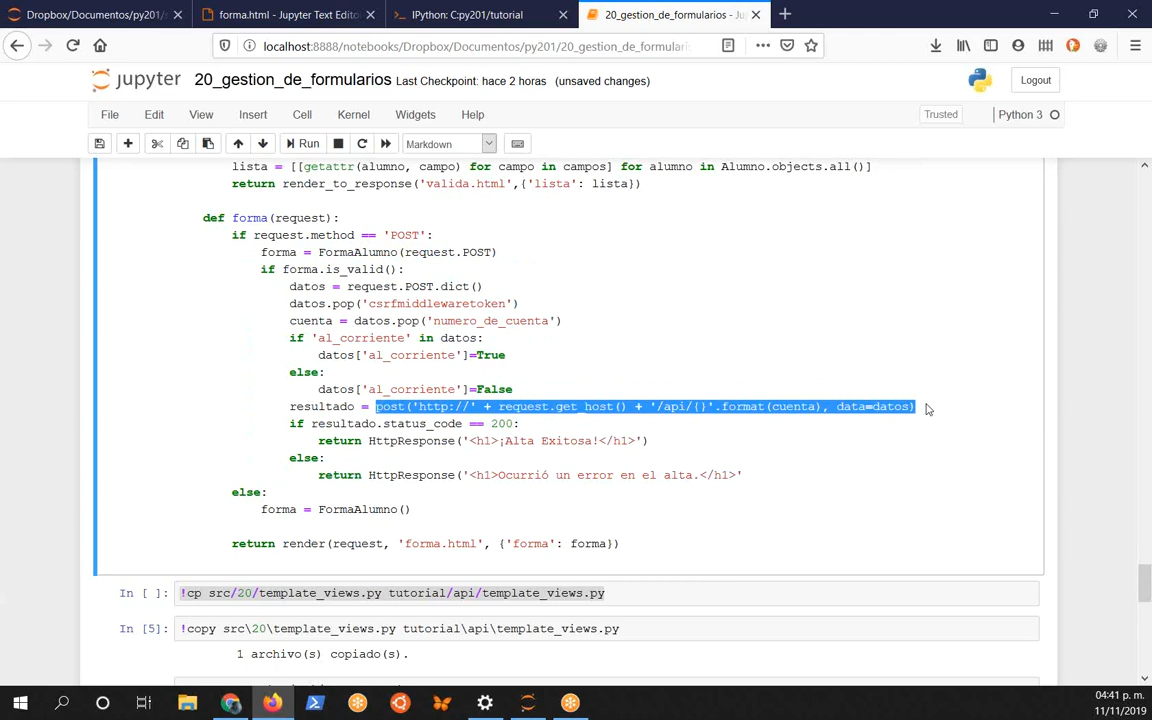 Dropbox/Documentos/py201/
forma.html - Jupyter Text Edito
IPython: C:py201/tutorial
20_gestion_de_formularios - Ju
localhost:8888/notebooks/Dropbox/Documentos/py201/20_gestion_de_formulari
jupyter 20_gestion_de_formularios Last Checkpoint: hace 2 horas (unsaved changes)
Logout
File Edit View Insert Cell Kernel Widgets Help
Trusted
Python 3
Run
Markdown
lista = [[getattr(alumno, campo) for campo in campos] for alumno in Alumno.objects.all()]
return render_to_response('valida.html',{'lista': lista})
def forma(request):
if request.method == 'POST':
forma = FormaAlumno(request.POST)
if forma.is_valid():
datos = request.POST.dict()
datos.pop('csrfmiddlewaretoken')
cuenta = datos.pop('numero_de_cuenta')
if 'al_corriente' in datos:
datos['al_corriente']=True
else:
datos['al_corriente']=False
resultado = post('http://' + request.get_host() + '/api/{}'.format(cuenta), data=datos)
if resultado.status_code == 200:
return HttpResponse('<h1>¡Alta Exitosa!</h1>')
else:
return HttpResponse('<h1>Ocurrió un error en el alta.</h1>'
else:
forma = FormaAlumno()
return render(request, 'forma.html', {'forma': forma})
In [ ]: !cp src/20/template_views.py tutorial/api/template_views.py
In [5]: !copy src\20\template_views.py tutorial\api\template_views.py
1 archivo(s) copiado(s).
04:41 p. m.
11/11/2019